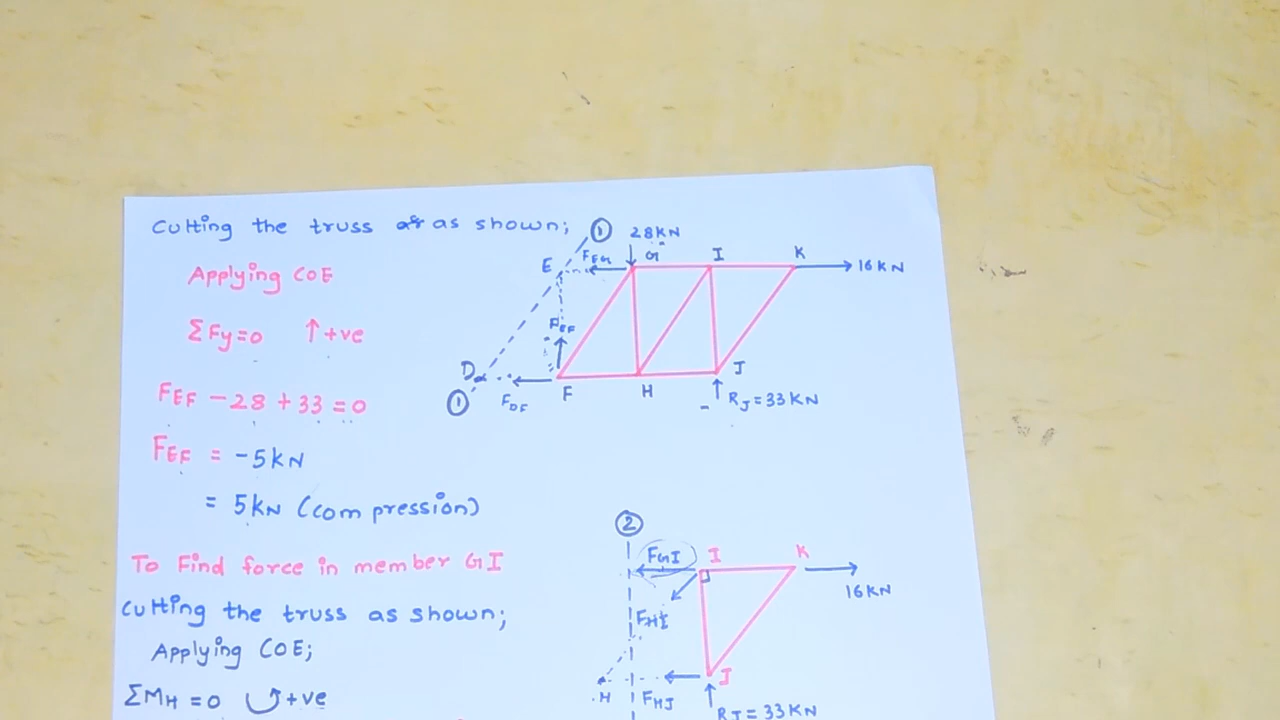 Cutting the truss as as shown;
Applying COE
ΣFy=0 ↑+ve
FEF -28+33=0
FEF = -5kN
= 5kN (compression)
To Find force in member GI
Cutting the truss as shown;
Applying COE;
ΣMH=0 +ve
①
28KN
E
FEG
G
I
K
16KN
FEF
D
①
FDF
F
H
J
RJ=33KN
②
FGI
I
K
16KN
FHI
H
FHJ
J
RJ=33KN